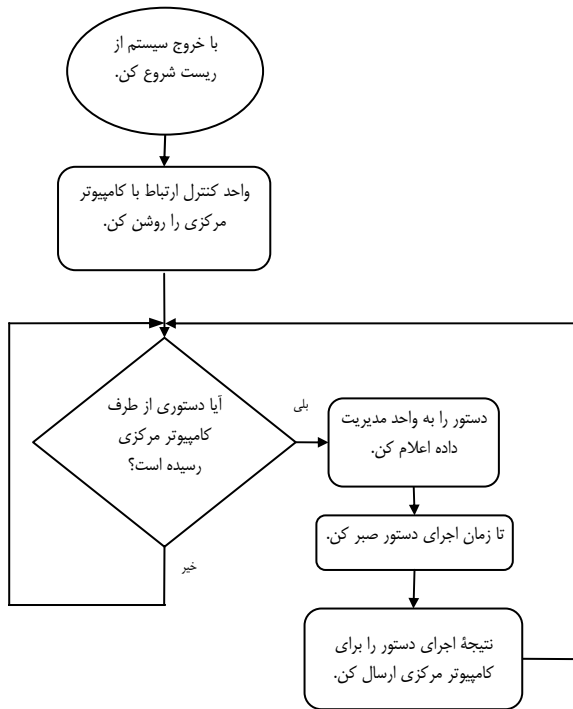 با خروج سیستم از
ریست شروع کن.
واحد کنترل ارتباط با کامپیوتر
مرکزی را روشن کن.
آیا دستوری از طرف
کامپیوتر مرکزی
رسیده است؟
بلی
دستور را به واحد مدیریت
داده اعلام کن.
تا زمان اجرای دستور صبر کن.
خیر
نتیجۀ اجرای دستور را برای
کامپیوتر مرکزی ارسال کن.